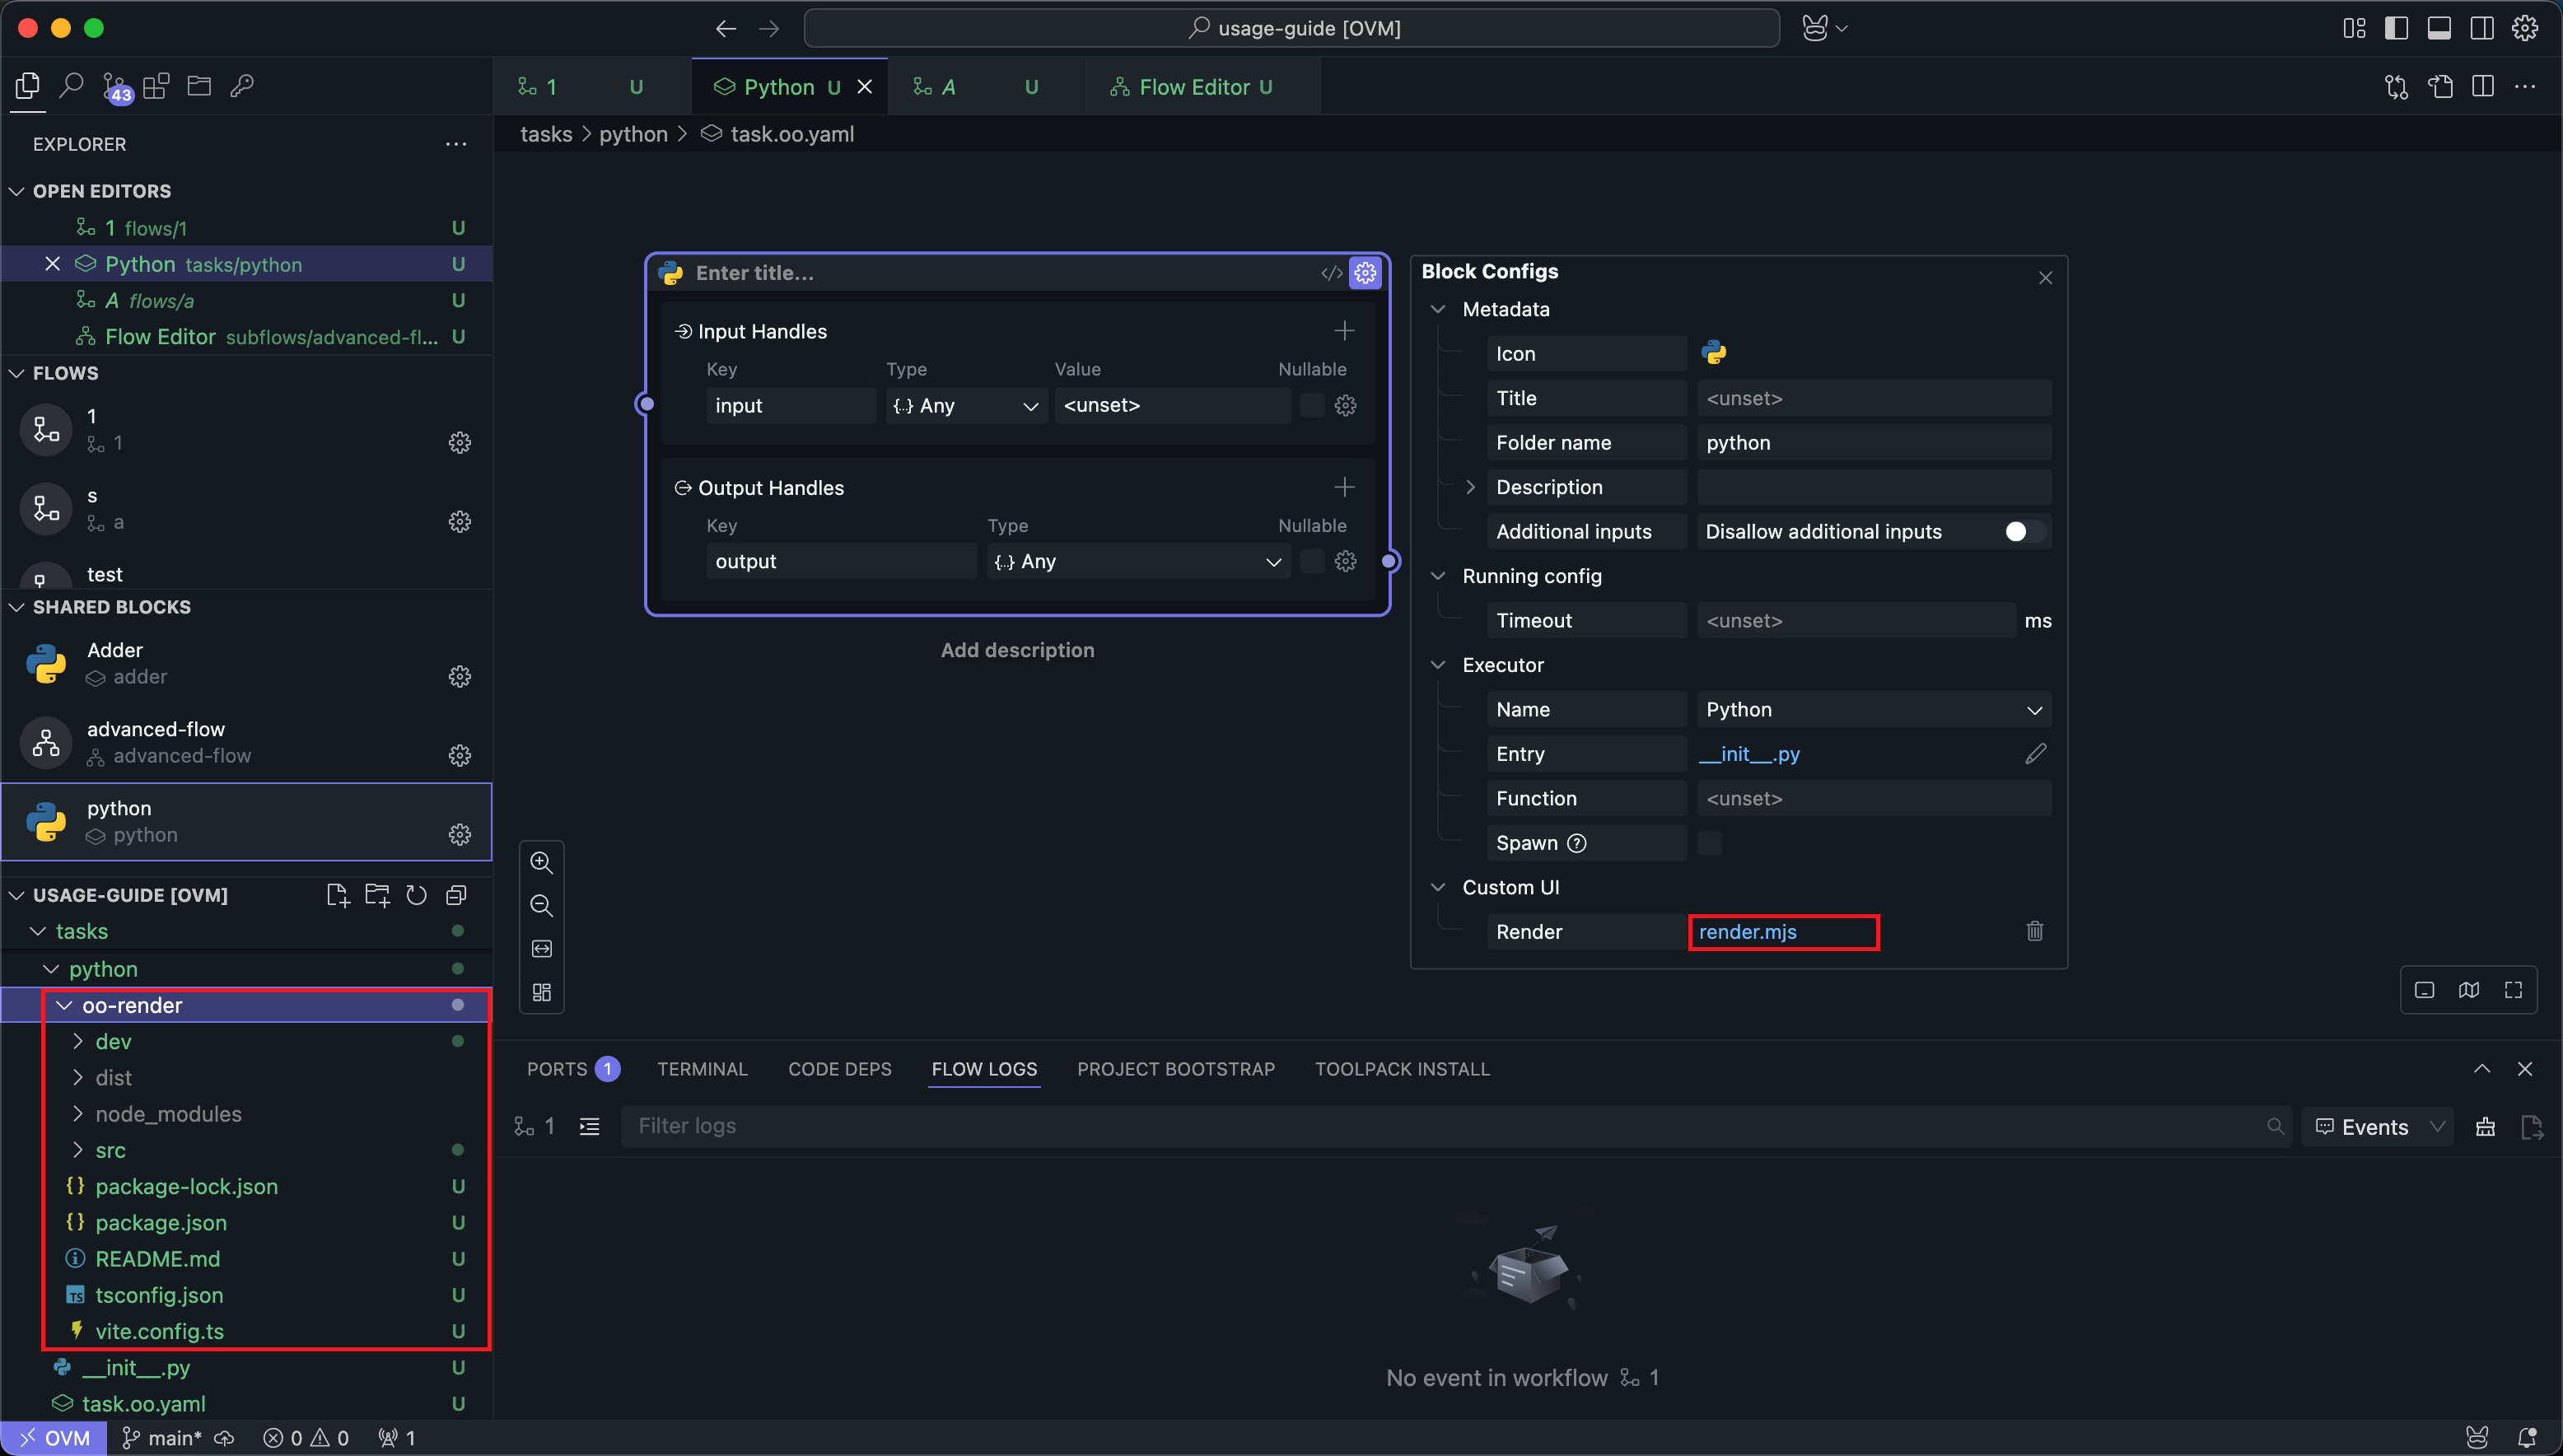 usage-guide [OVM]
43
1 U
Python U
A U
Flow Editor U
EXPLORER
tasks > python > task.oo.yaml
OPEN EDITORS
1 flows/1 U
Python tasks/python U
A flows/a U
Flow Editor subflows/advanced-fl... U
FLOWS
1
1
s
a
test
SHARED BLOCKS
Adder
adder
advanced-flow
advanced-flow
python
python
USAGE-GUIDE [OVM]
tasks
python
oo-render
dev
dist
node_modules
src
package-lock.json U
package.json U
README.md U
tsconfig.json U
vite.config.ts U
__init__.py U
task.oo.yaml U
Enter title...
Input Handles
Key Type Value Nullable
input {..} Any <unset>
Output Handles
Key Type Nullable
output {..} Any
Add description
Block Configs
Metadata
Icon
Title <unset>
Folder name python
Description
Additional inputs Disallow additional inputs
Running config
Timeout <unset> ms
Executor
Name Python
Entry __init__.py
Function <unset>
Spawn ?
Custom UI
Render render.mjs
PORTS 1 TERMINAL CODE DEPS FLOW LOGS PROJECT BOOTSTRAP TOOLPACK INSTALL
1 Filter logs Events
No event in workflow 1
OVM main* 0 0 1